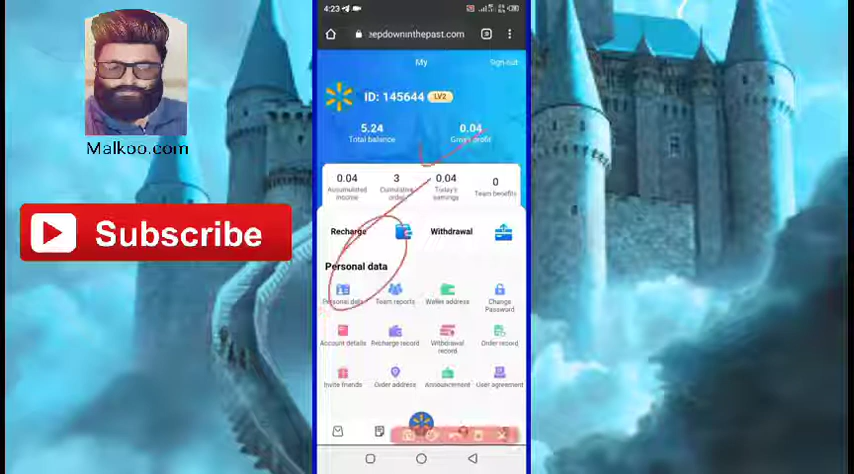 4:23
eepdowninthepast.com
My
Sign-out
ID: 145644 LV2
5.24
Total balance
0.04
Gross profit
0.04
Accumulated income
3
Cumulative order
0.04
Today's earnings
0
Team benefits
Recharge
Withdrawal
Personal data
Personal data
Team reports
Wallet address
Change Password
Account details
Recharge record
Withdrawal record
Order record
Invite friends
Order address
Announcement
User agreement
Malkoo.com
Subscribe